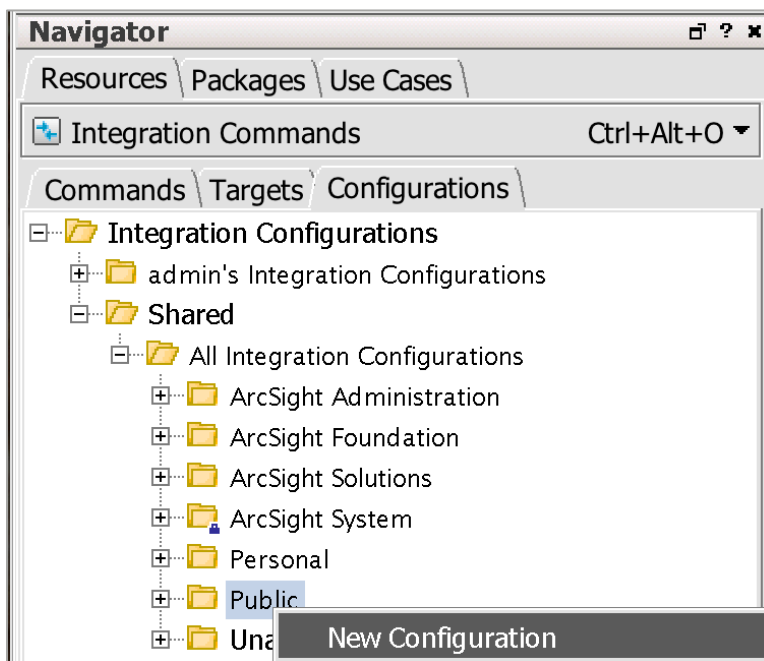 Navigator
Resources Packages Use Cases
Integration Commands Ctrl+Alt+O
Commands Targets Configurations
Integration Configurations
admin's Integration Configurations
Shared
All Integration Configurations
ArcSight Administration
ArcSight Foundation
ArcSight Solutions
ArcSight System
Personal
Public
New Configuration